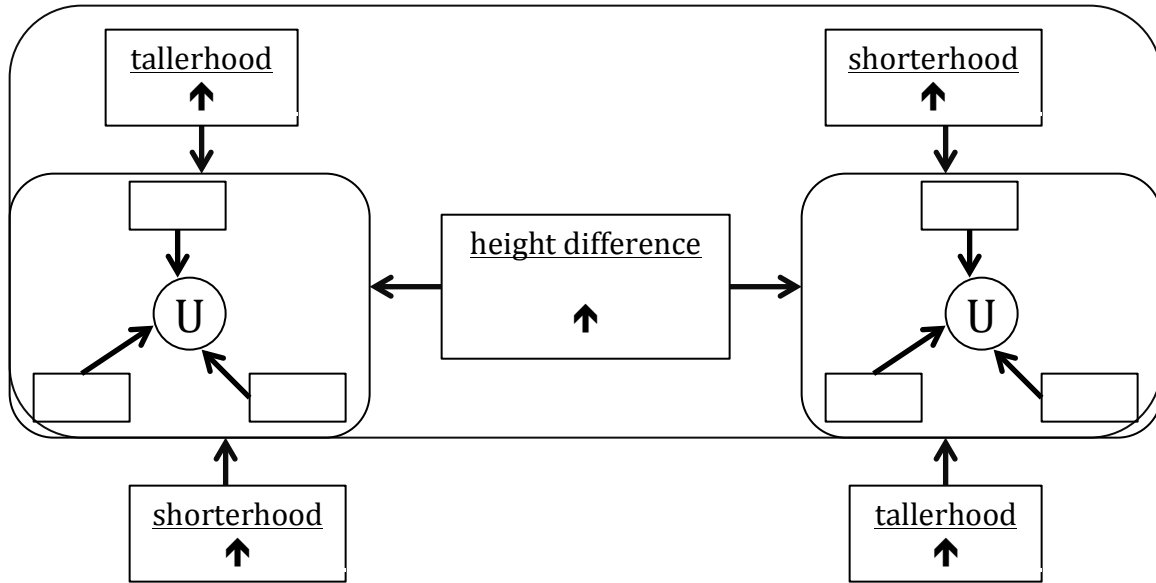 tallerhood
shorterhood
height difference
U
U
shorterhood
tallerhood